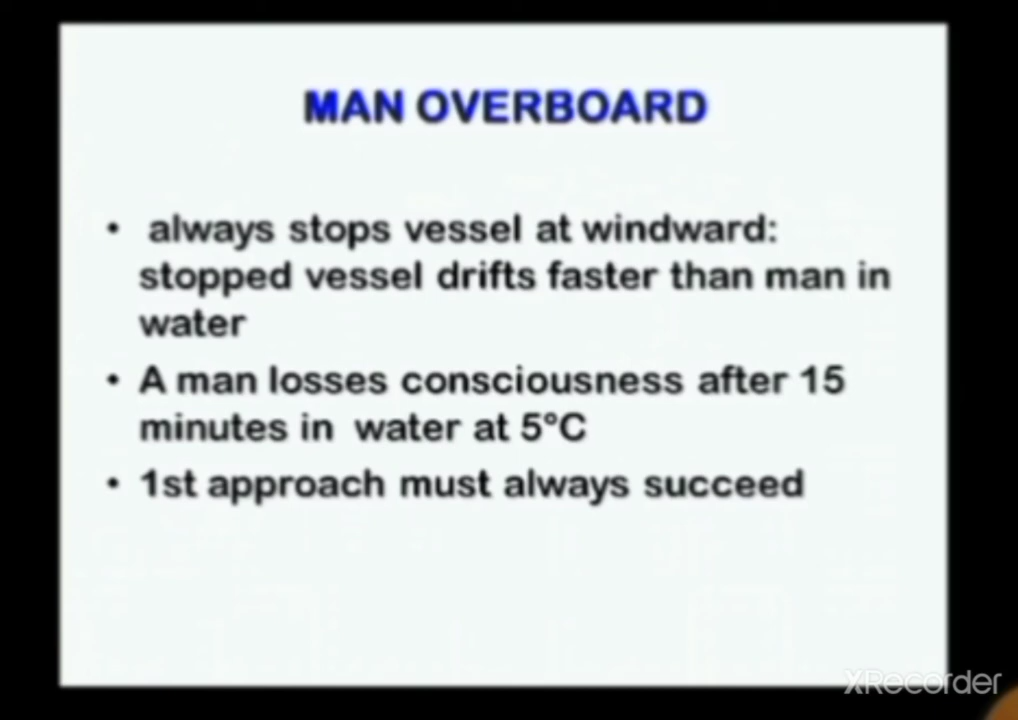 MAN OVERBOARD
• always stops vessel at windward:
stopped vessel drifts faster than man in
water
• A man losses consciousness after 15
minutes in water at 5°C
• 1st approach must always succeed
XRecorder